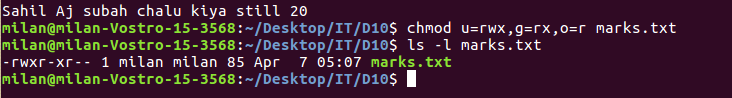 Sahil Aj subah chalu kiya still 20
milan@milan-Vostro-15-3568:~/Desktop/IT/D10$ chmod u=rwx,g=rx,o=r marks.txt
milan@milan-Vostro-15-3568:~/Desktop/IT/D10$ ls -l marks.txt
-rwxr-xr-- 1 milan milan 85 Apr  7 05:07 marks.txt
milan@milan-Vostro-15-3568:~/Desktop/IT/D10$